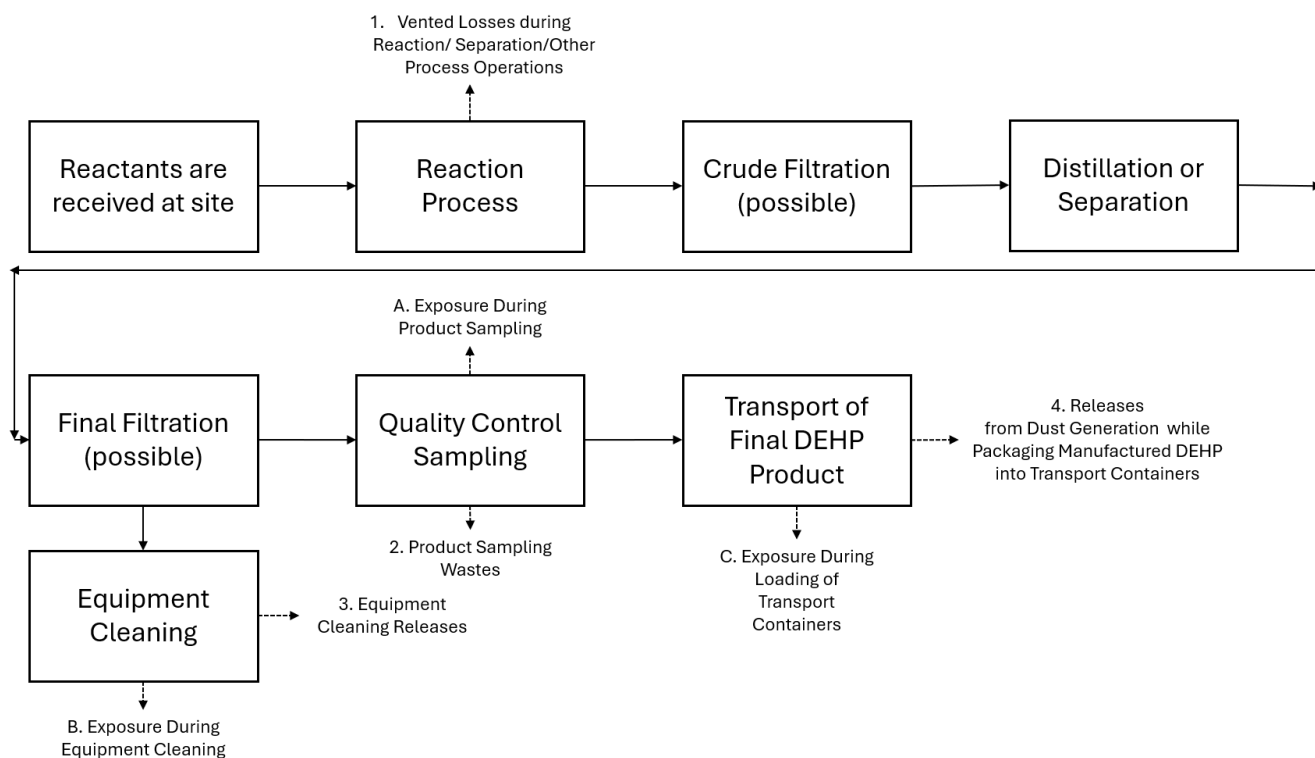 1. Vented Losses during
Reaction/ Separation/Other
Process Operations
Reactants are
received at site
Reaction
Process
Crude Filtration
(possible)
Distillation or
Separation
A. Exposure During
Product Sampling
Final Filtration
(possible)
Quality Control
Sampling
Transport of
Final DEHP
Product
4. Releases
from Dust Generation while
Packaging Manufactured DEHP
into Transport Containers
2. Product Sampling
Wastes
C. Exposure During
Loading of
Transport
Containers
Equipment
Cleaning
3. Equipment
Cleaning Releases
B. Exposure During
Equipment Cleaning